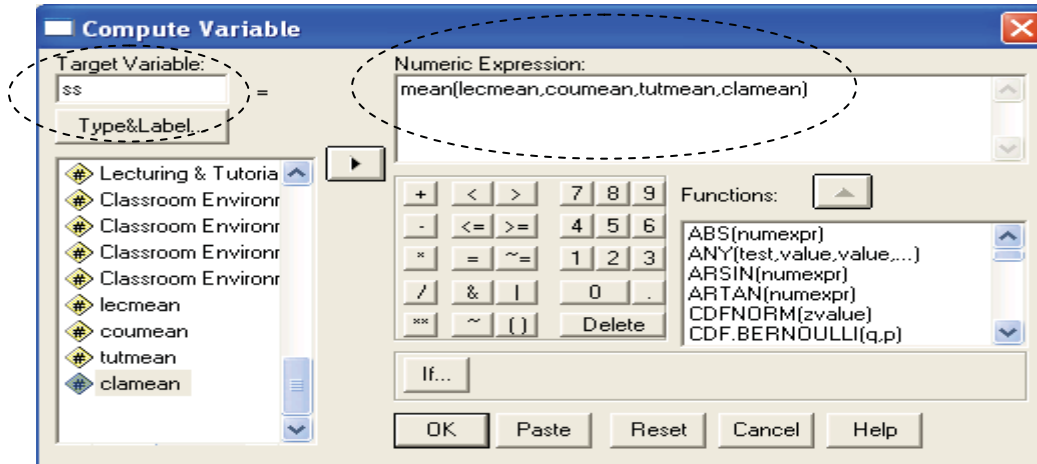 Compute Variable
Target Variable:
ss
=
Type&Label...
Numeric Expression:
mean(lecmean,coumean,tutmean,clamean)
Lecturing & Tutoria
Classroom Environr
Classroom Environr
Classroom Environr
Classroom Environr
lecmean
coumean
tutmean
clamean
+ < > 7 8 9
- <= >= 4 5 6
* = ~= 1 2 3
/ & | 0 .
** ~ () Delete
Functions:
ABS(numexpr)
ANY(test,value,value,...)
ARSIN(numexpr)
ARTAN(numexpr)
CDFNORM(zvalue)
CDF.BERNOULLI(q,p)
If...
OK Paste Reset Cancel Help